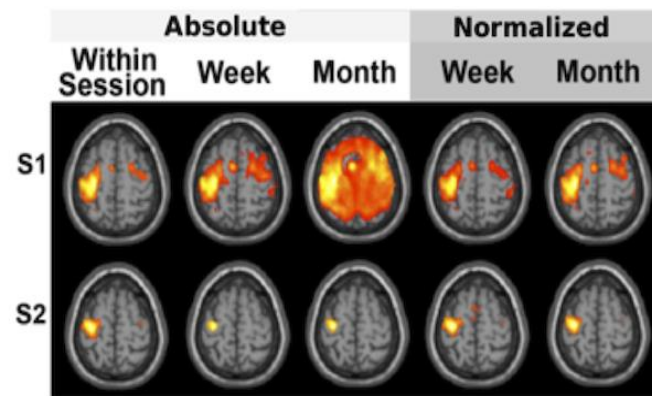 Absolute Normalized
Within Session Week Month Week Month
S1
S2